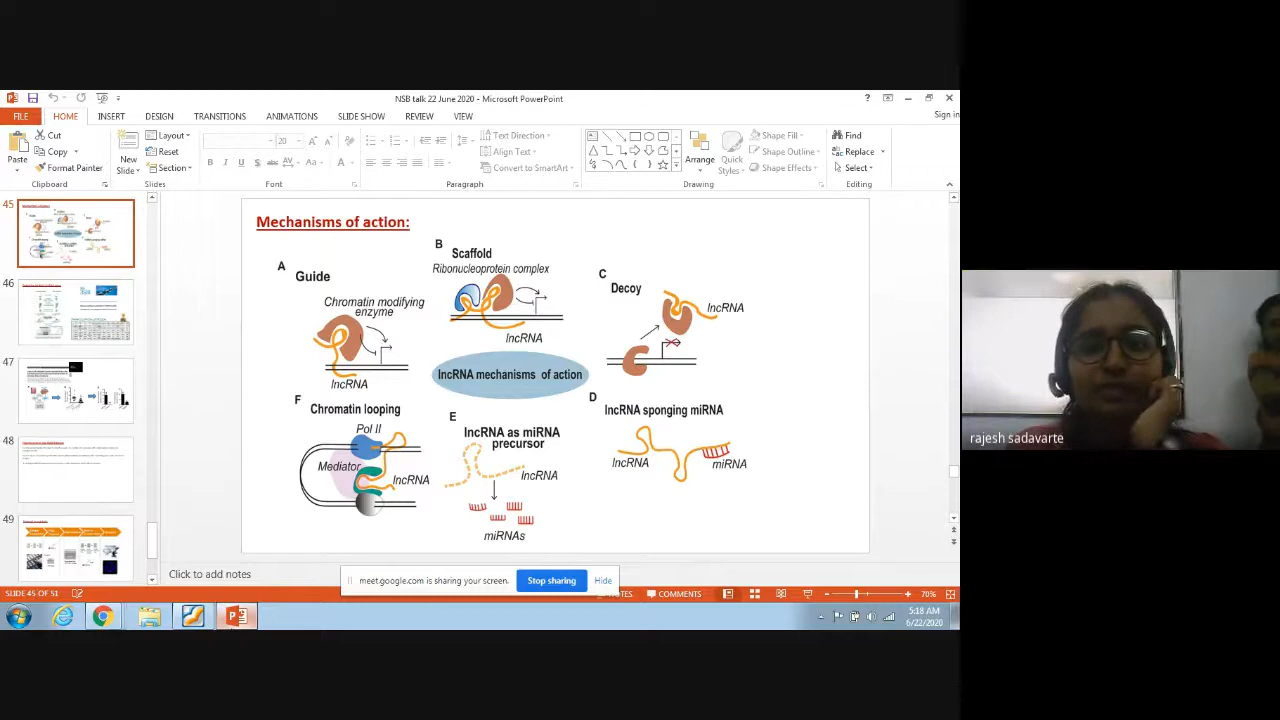 NSB talk 22 June 2020 - Microsoft PowerPoint
FILE HOME INSERT DESIGN TRANSITIONS ANIMATIONS SLIDE SHOW REVIEW VIEW Sign in
Paste
Cut
Copy
Format Painter
Clipboard
New
Slide
Layout
Reset
Section
Slides
20
B I U S abc AV Aa A
Font
Text Direction
Align Text
Convert to SmartArt
Paragraph
Arrange
Quick
Styles
Shape Fill
Shape Outline
Shape Effects
Drawing
Find
Replace
Select
Editing
45
46
47
48
49
Mechanisms of action:
A
Guide
Chromatin modifying
enzyme
lncRNA
B
Scaffold
Ribonucleoprotein complex
lncRNA
C
Decoy
lncRNA
lncRNA mechanisms of action
F
Chromatin looping
Pol II
Mediator
lncRNA
E
lncRNA as miRNA
precursor
lncRNA
miRNAs
D
lncRNA sponging miRNA
lncRNA
miRNA
Click to add notes
meet.google.com is sharing your screen. Stop sharing Hide
SLIDE 45 OF 51
COMMENTS
70%
5:18 AM
6/22/2020
rajesh sadavarte